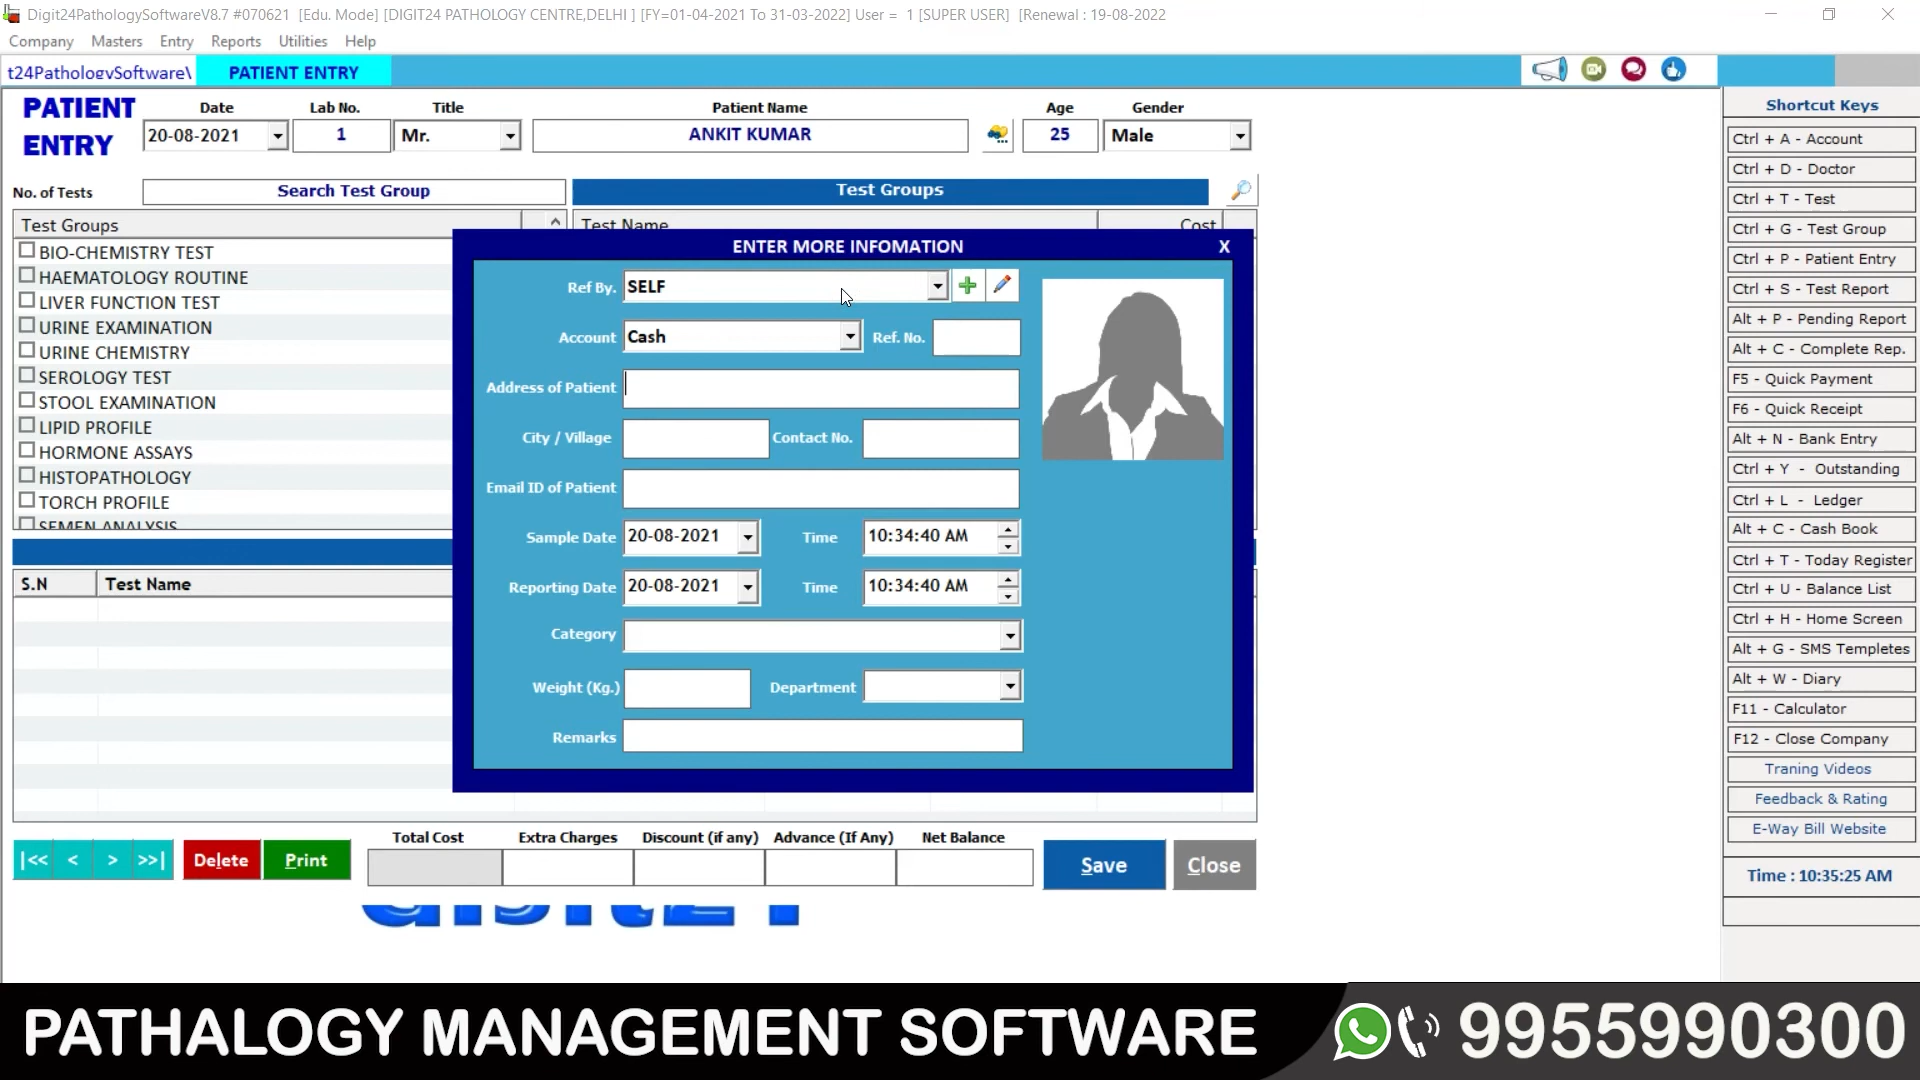 Digit24PathologySoftwareV8.7 #070621 [Edu. Mode] [DIGIT24 PATHOLOGY CENTRE,DELHI ] [FY=01-04-2021 To 31-03-2022] User = 1 [SUPER USER] [Renewal : 19-08-2022
Company Masters Entry Reports Utilities Help
t24PathologySoftware\ PATIENT ENTRY
PATIENT ENTRY
Date Lab No. Title Patient Name Age Gender
20-08-2021 1 Mr. ANKIT KUMAR 25 Male
No. of Tests Search Test Group Test Groups
Test Groups Test Name Cost
BIO-CHEMISTRY TEST
HAEMATOLOGY ROUTINE
LIVER FUNCTION TEST
URINE EXAMINATION
URINE CHEMISTRY
SEROLOGY TEST
STOOL EXAMINATION
LIPID PROFILE
HORMONE ASSAYS
HISTOPATHOLOGY
TORCH PROFILE
SEMEN ANALYSIS
S.N Test Name
ENTER MORE INFOMATION X
Ref By. SELF
Account Cash Ref. No.
Address of Patient
City / Village Contact No.
Email ID of Patient
Sample Date 20-08-2021 Time 10:34:40 AM
Reporting Date 20-08-2021 Time 10:34:40 AM
Category
Weight (Kg.) Department
Remarks
Total Cost Extra Charges Discount (if any) Advance (If Any) Net Balance
|<< < > >>| Delete Print Save Close
Shortcut Keys
Ctrl + A - Account
Ctrl + D - Doctor
Ctrl + T - Test
Ctrl + G - Test Group
Ctrl + P - Patient Entry
Ctrl + S - Test Report
Alt + P - Pending Report
Alt + C - Complete Rep.
F5 - Quick Payment
F6 - Quick Receipt
Alt + N - Bank Entry
Ctrl + Y - Outstanding
Ctrl + L - Ledger
Alt + C - Cash Book
Ctrl + T - Today Register
Ctrl + U - Balance List
Ctrl + H - Home Screen
Alt + G - SMS Templetes
Alt + W - Diary
F11 - Calculator
F12 - Close Company
Traning Videos
Feedback & Rating
E-Way Bill Website
Time : 10:35:25 AM
PATHALOGY MANAGEMENT SOFTWARE 9955990300